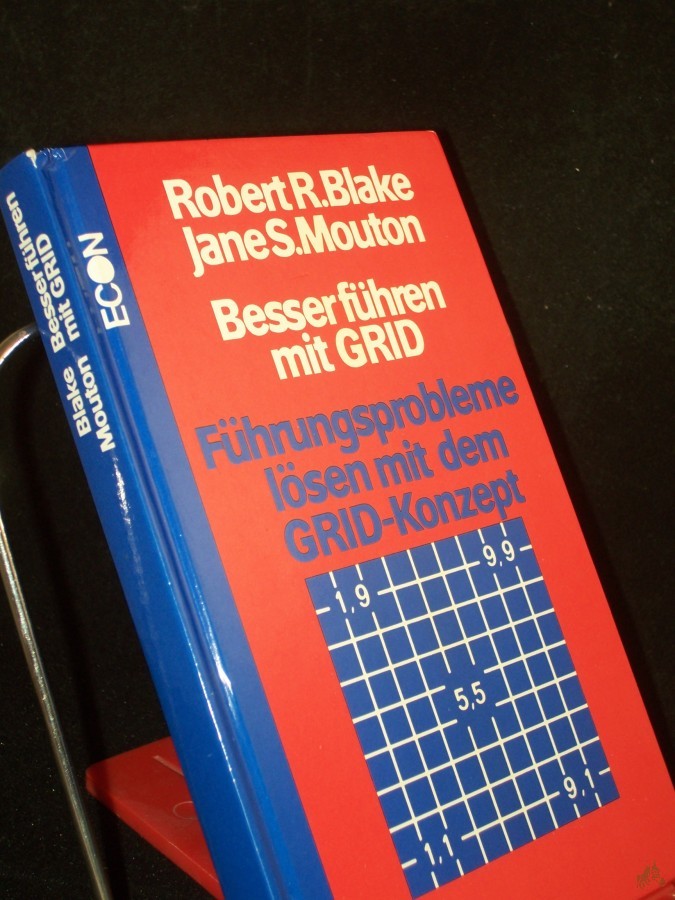 Robert R. Blake
Jane S. Mouton
Besser führen
mit GRID
Führungsprobleme
lösen mit dem
GRID-Konzept
1,9
9,9
5,5
1,1
9,1
ECON
Blake Besser führen
Mouton mit GRID